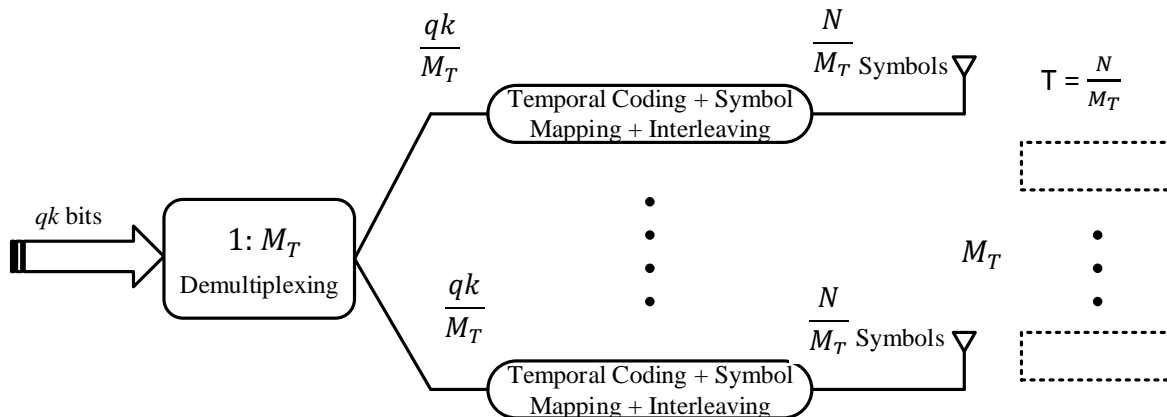 qk bits
1: M_T
Demultiplexing
qk/M_T
Temporal Coding + Symbol
Mapping + Interleaving
N/M_T Symbols
T = N/M_T
qk/M_T
Temporal Coding + Symbol
Mapping + Interleaving
N/M_T Symbols
M_T